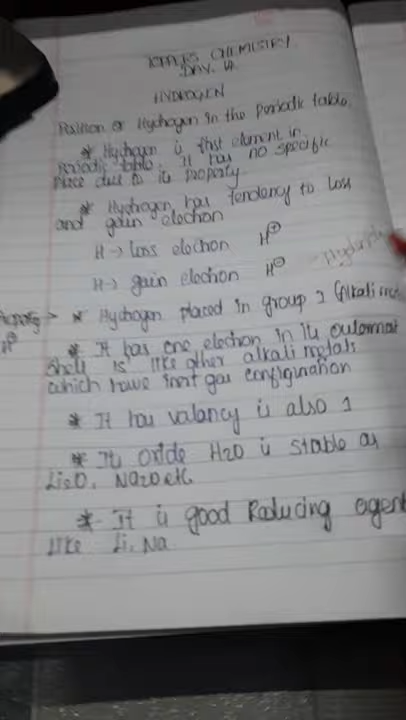 TOPPERS CHEMISTRY
DAY.
HYDROGEN
Position of Hydrogen in the periodic table.
* Hydrogen is first element in
periodic table. It has no specific
place due to its property.
* Hydrogen has tendency to loss
and gain electron
H → loss electron H⊕
H → gain electron H⊖
* Hydrogen placed in group 1 (Alkali
H⊕
* It has one electron in its outermost
shell is like other alkali metals
which have inert gas configuration
* It has valancy is also 1
* Its oxide H2O is stable as
Li2O, Na2O etc.
* It is good Reducing agent
like Li, Na